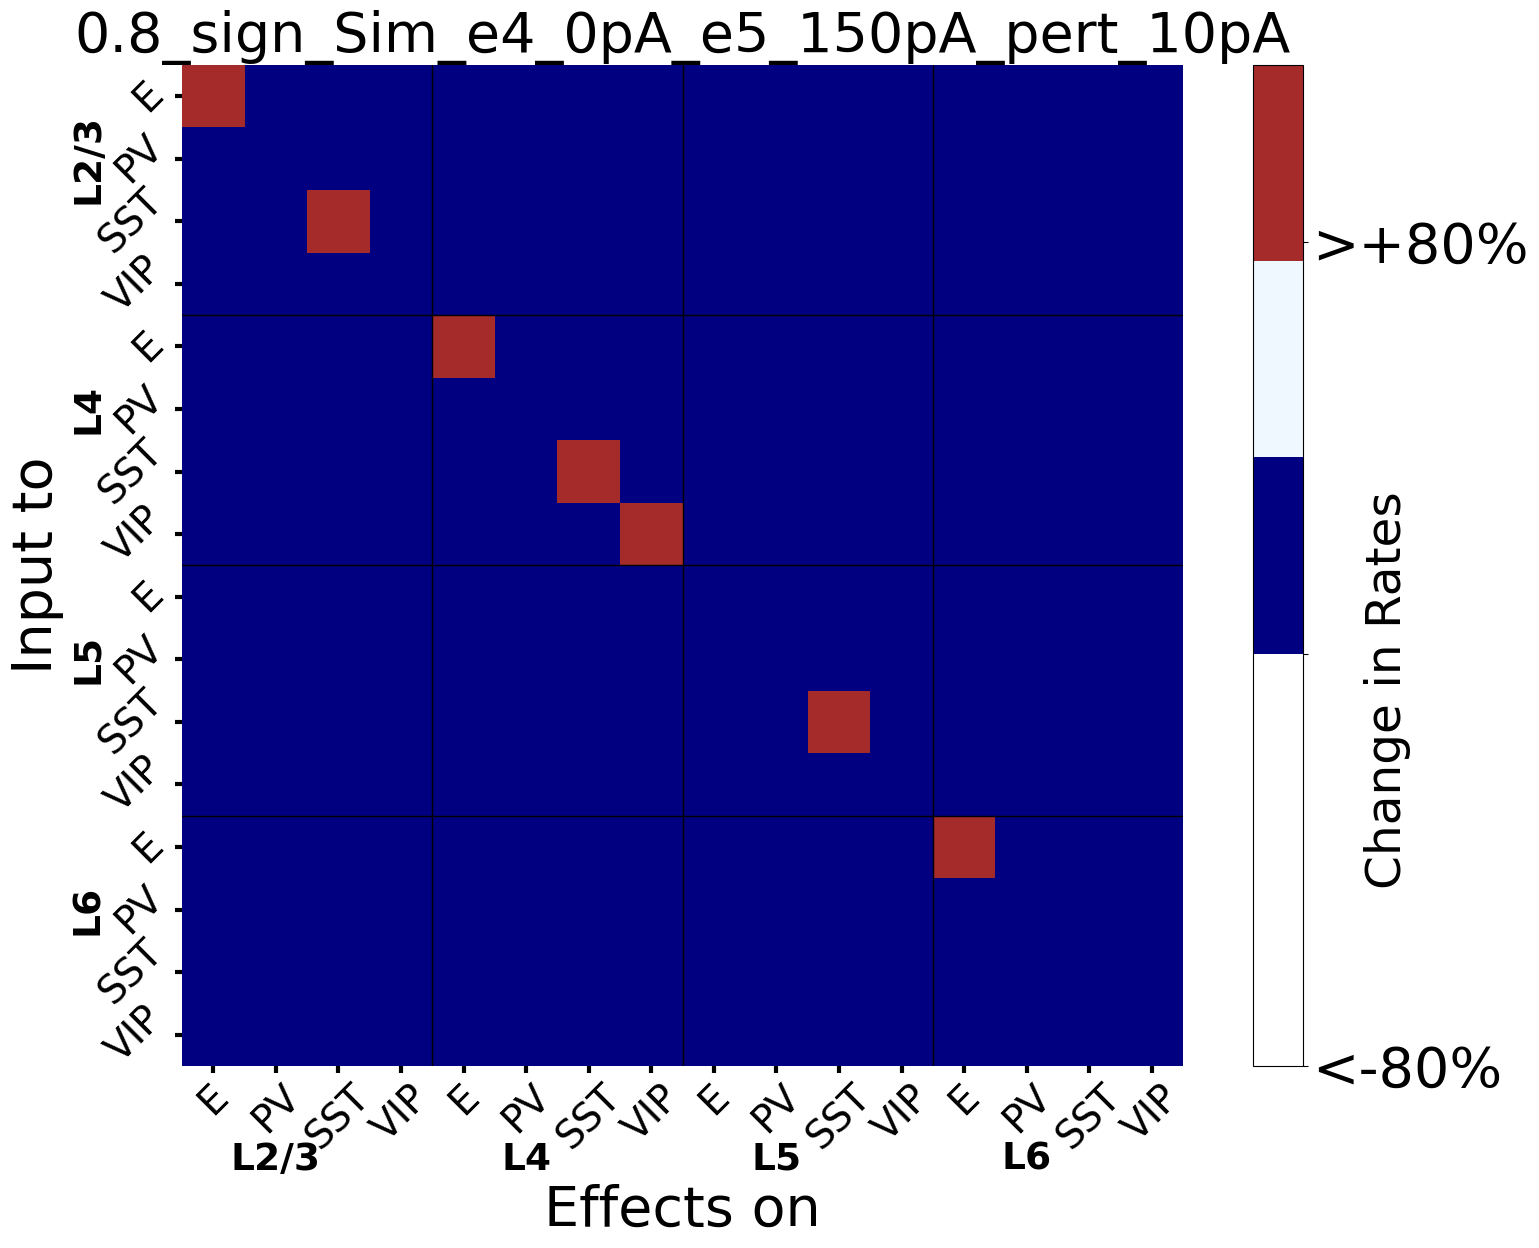 0.8_sign_Sim_e4_0pA_e5_150pA_pert_10pA
Input to
L2/3
E
PV
SST
VIP
L4
E
PV
SST
VIP
L5
E
PV
SST
VIP
L6
E
PV
SST
VIP
E PV SST VIP E PV SST VIP E PV SST VIP E PV SST VIP
L2/3 L4 L5 L6
Effects on
>+80%
<-80%
Change in Rates